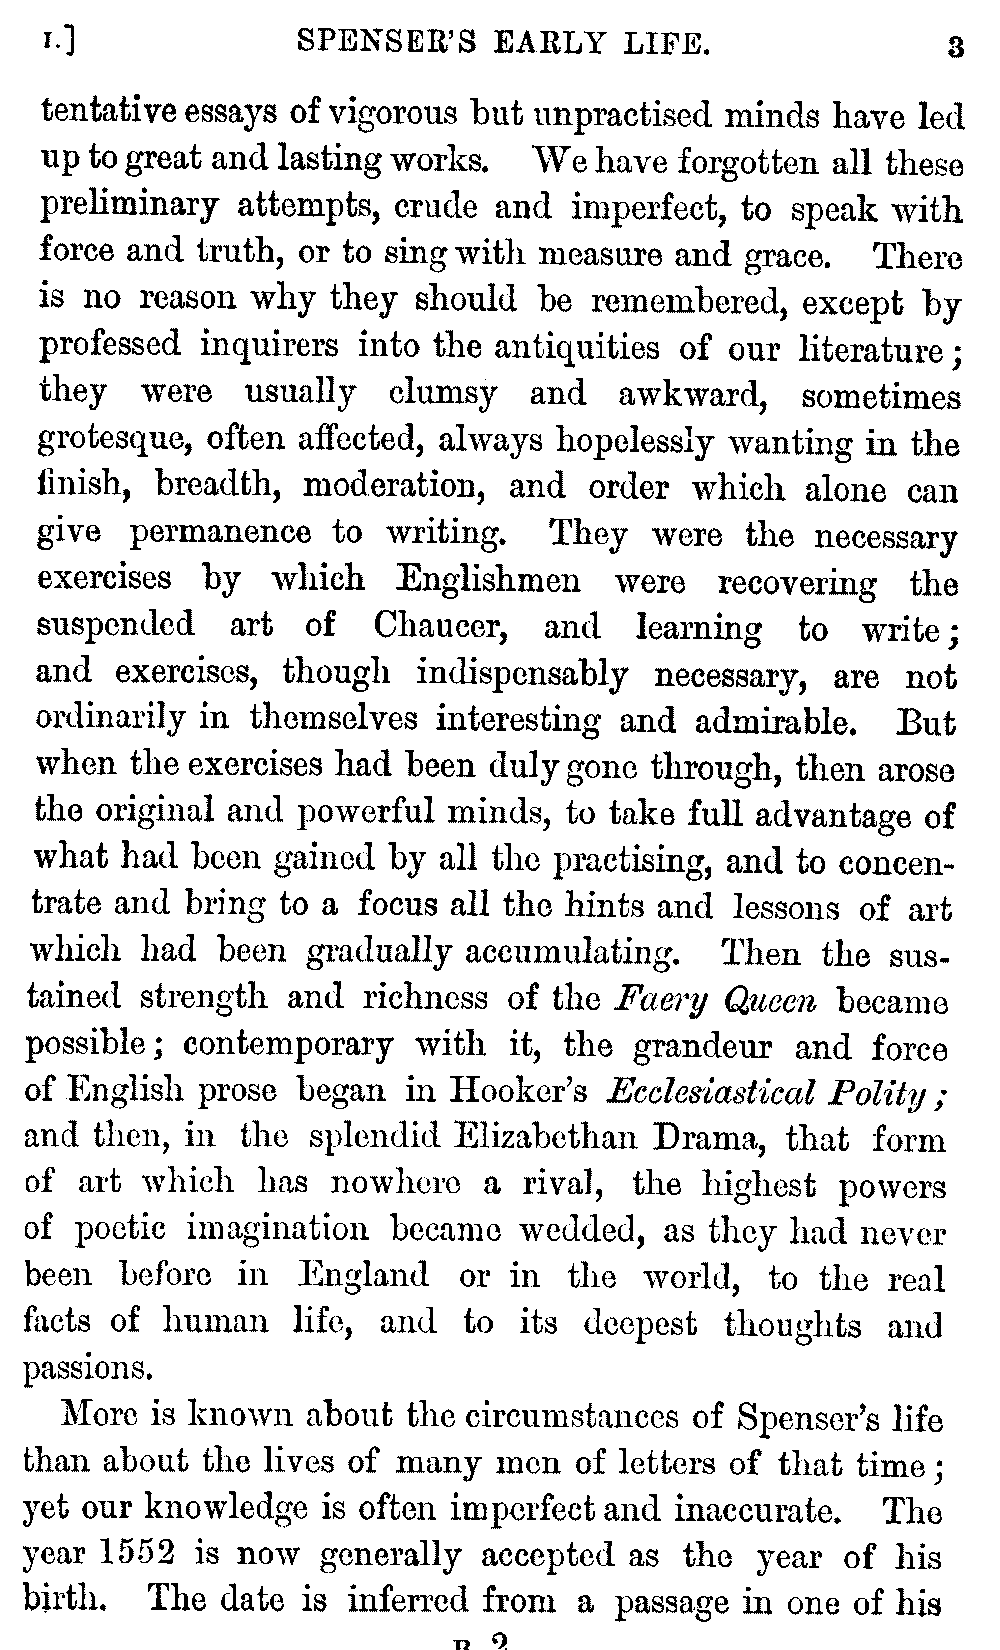 I.] SPENSER'S EARLY LIFE. 3
tentative essays of vigorous but unpractised minds have led
up to great and lasting works. We have forgotten all these
preliminary attempts, crude and imperfect, to speak with
force and truth, or to sing with measure and grace. There
is no reason why they should be remembered, except by
professed inquirers into the antiquities of our literature;
they were usually clumsy and awkward, sometimes
grotesque, often affected, always hopelessly wanting in the
finish, breadth, moderation, and order which alone can
give permanence to writing. They were the necessary
exercises by which Englishmen were recovering the
suspended art of Chaucer, and learning to write;
and exercises, though indispensably necessary, are not
ordinarily in themselves interesting and admirable. But
when the exercises had been duly gone through, then arose
the original and powerful minds, to take full advantage of
what had been gained by all the practising, and to concen-
trate and bring to a focus all the hints and lessons of art
which had been gradually accumulating. Then the sus-
tained strength and richness of the Faery Queen became
possible; contemporary with it, the grandeur and force
of English prose began in Hooker's Ecclesiastical Polity;
and then, in the splendid Elizabethan Drama, that form
of art which has nowhere a rival, the highest powers
of poetic imagination became wedded, as they had never
been before in England or in the world, to the real
facts of human life, and to its deepest thoughts and
passions.
More is known about the circumstances of Spenser's life
than about the lives of many men of letters of that time;
yet our knowledge is often imperfect and inaccurate. The
year 1552 is now generally accepted as the year of his
birth. The date is inferred from a passage in one of his
B 2